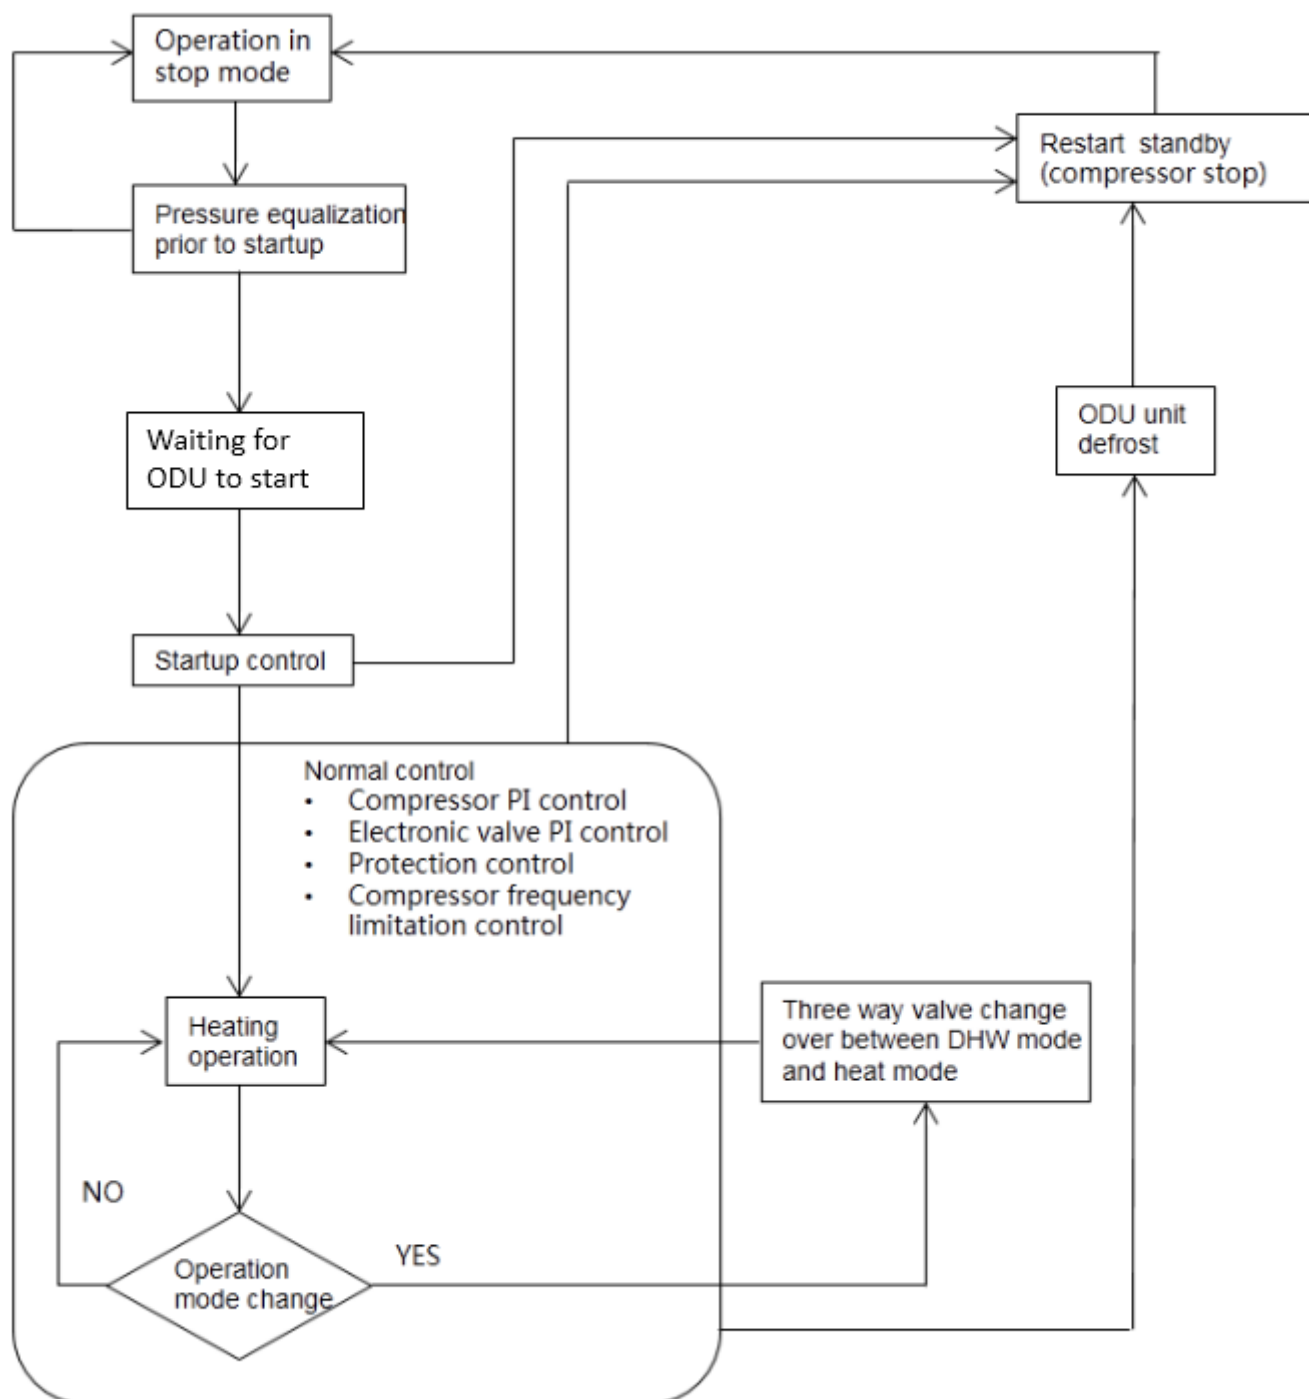 Operation in
stop mode
Restart standby
(compressor stop)
Pressure equalization
prior to startup
ODU unit
defrost
Waiting for
ODU to start
Startup control
Normal control
• Compressor PI control
• Electronic valve PI control
• Protection control
• Compressor frequency
limitation control
Heating
operation
Three way valve change
over between DHW mode
and heat mode
NO
YES
Operation
mode change